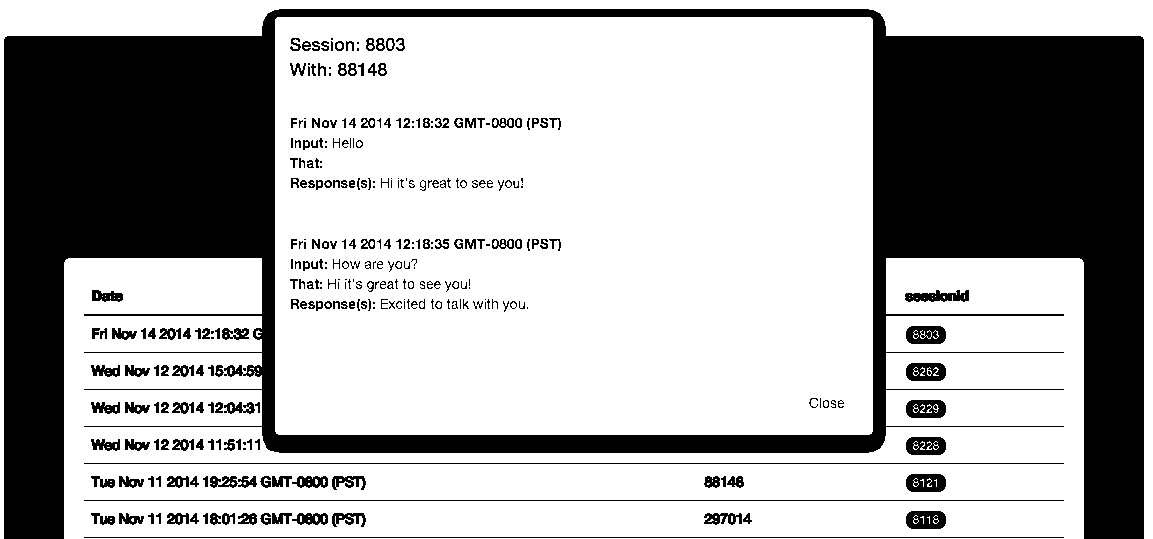 Session: 8803
With: 88148
Fri Nov 14 2014 12:18:32 GMT-0800 (PST)
Input: Hello
That:
Response(s): Hi it's great to see you!
Fri Nov 14 2014 12:18:35 GMT-0800 (PST)
Input: How are you?
That: Hi it's great to see you!
Response(s): Excited to talk with you.
Close
Date sessionid
Fri Nov 14 2014 12:18:32 G 8803
Wed Nov 12 2014 15:04:59 8262
Wed Nov 12 2014 12:04:31 8229
Wed Nov 12 2014 11:51:11 8228
Tue Nov 11 2014 19:25:54 GMT-0800 (PST) 88148 8121
Tue Nov 11 2014 18:01:26 GMT-0800 (PST) 297014 8118